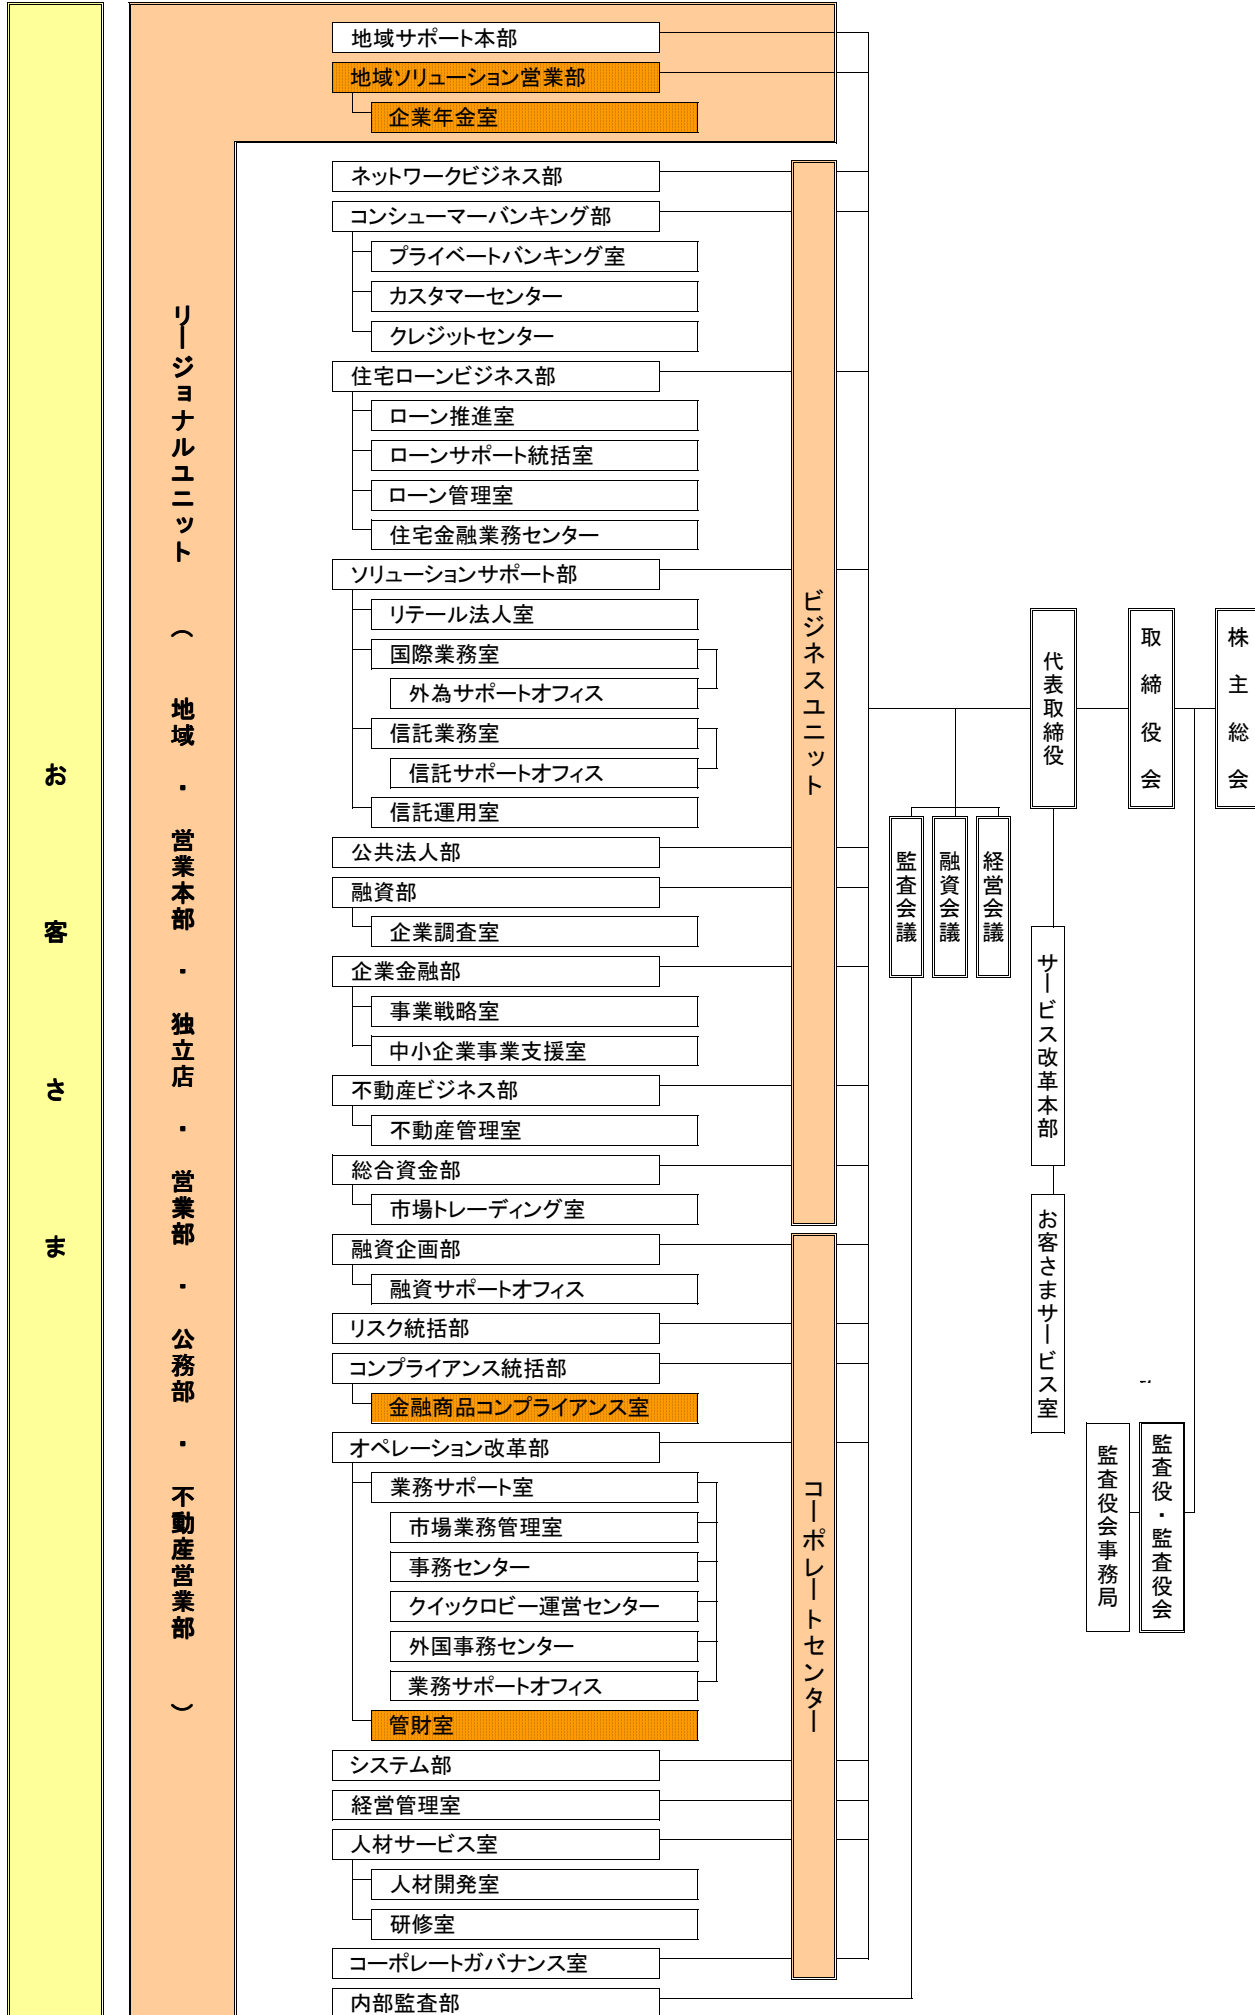 お客さま
リージョナルユニット （ 地域 ・ 営業本部 ・ 独立店 ・ 営業部 ・ 公務部 ・ 不動産営業部 ）
地域サポート本部
地域ソリューション営業部
企業年金室
ネットワークビジネス部
コンシューマーバンキング部
プライベートバンキング室
カスタマーセンター
クレジットセンター
住宅ローンビジネス部
ローン推進室
ローンサポート統括室
ローン管理室
住宅金融業務センター
ソリューションサポート部
リテール法人室
国際業務室
外為サポートオフィス
信託業務室
信託サポートオフィス
信託運用室
公共法人部
融資部
企業調査室
企業金融部
事業戦略室
中小企業事業支援室
不動産ビジネス部
不動産管理室
総合資金部
市場トレーディング室
融資企画部
融資サポートオフィス
リスク統括部
コンプライアンス統括部
金融商品コンプライアンス室
オペレーション改革部
業務サポート室
市場業務管理室
事務センター
クイックロビー運営センター
外国事務センター
業務サポートオフィス
管財室
システム部
経営管理室
人材サービス室
人材開発室
研修室
コーポレートガバナンス室
内部監査部
ビジネスユニット
コーポレートセンター
監査会議
融資会議
経営会議
代表取締役
サービス改革本部
お客さまサービス室
取締役会
株主総会
監査役会事務局
監査役・監査役会